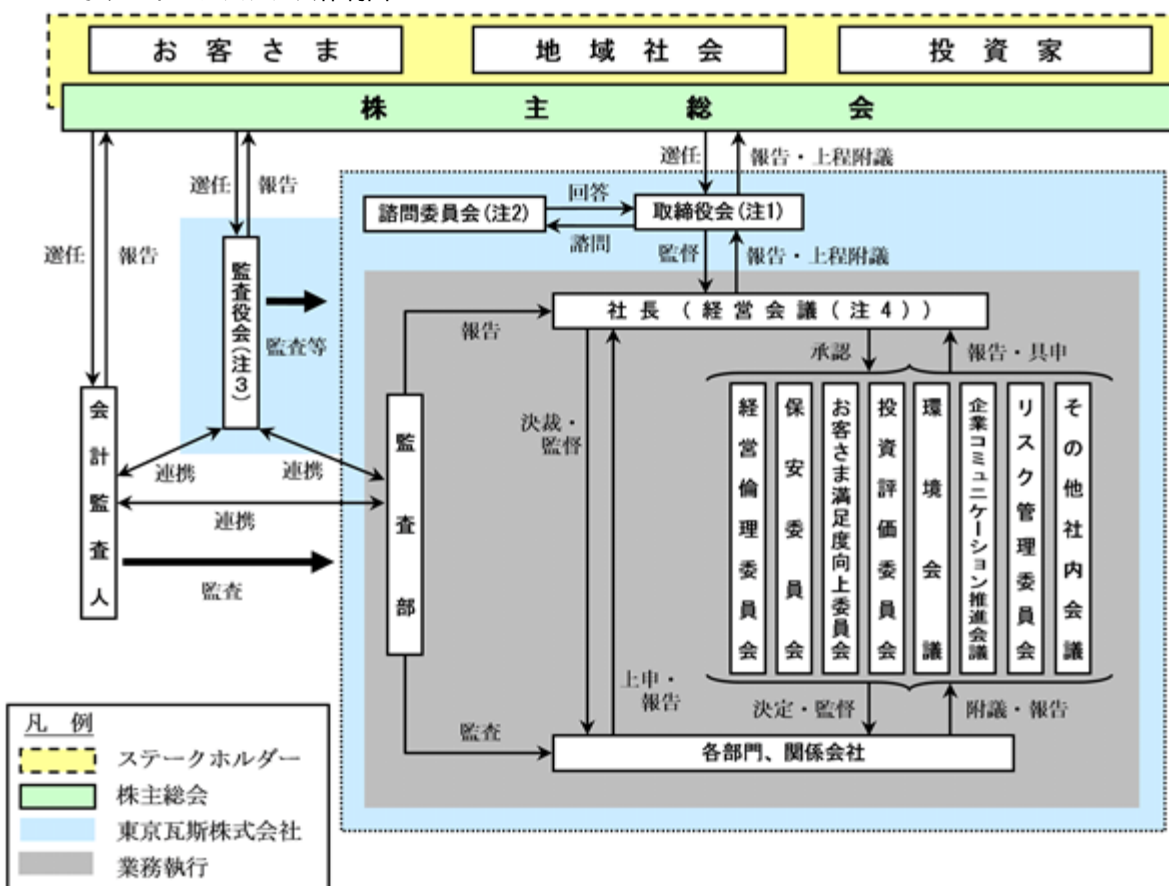 お客さま
地域社会
投資家
株主総会
選任
報告
選任
報告
選任
報告・上程附議
諮問委員会(注2)
回答
諮問
取締役会(注1)
監督
報告・上程附議
監査役会(注3)
監査等
会計監査人
連携
連携
連携
監査
監査部
報告
監査
社長(経営会議(注4))
決裁・
監督
上申・
報告
承認
報告・具申
経営倫理委員会
保安委員会
お客さま満足度向上委員会
投資評価委員会
環境会議
企業コミュニケーション推進会議
リスク管理委員会
その他社内会議
決定・監督
附議・報告
各部門、関係会社
凡例
ステークホルダー
株主総会
東京瓦斯株式会社
業務執行